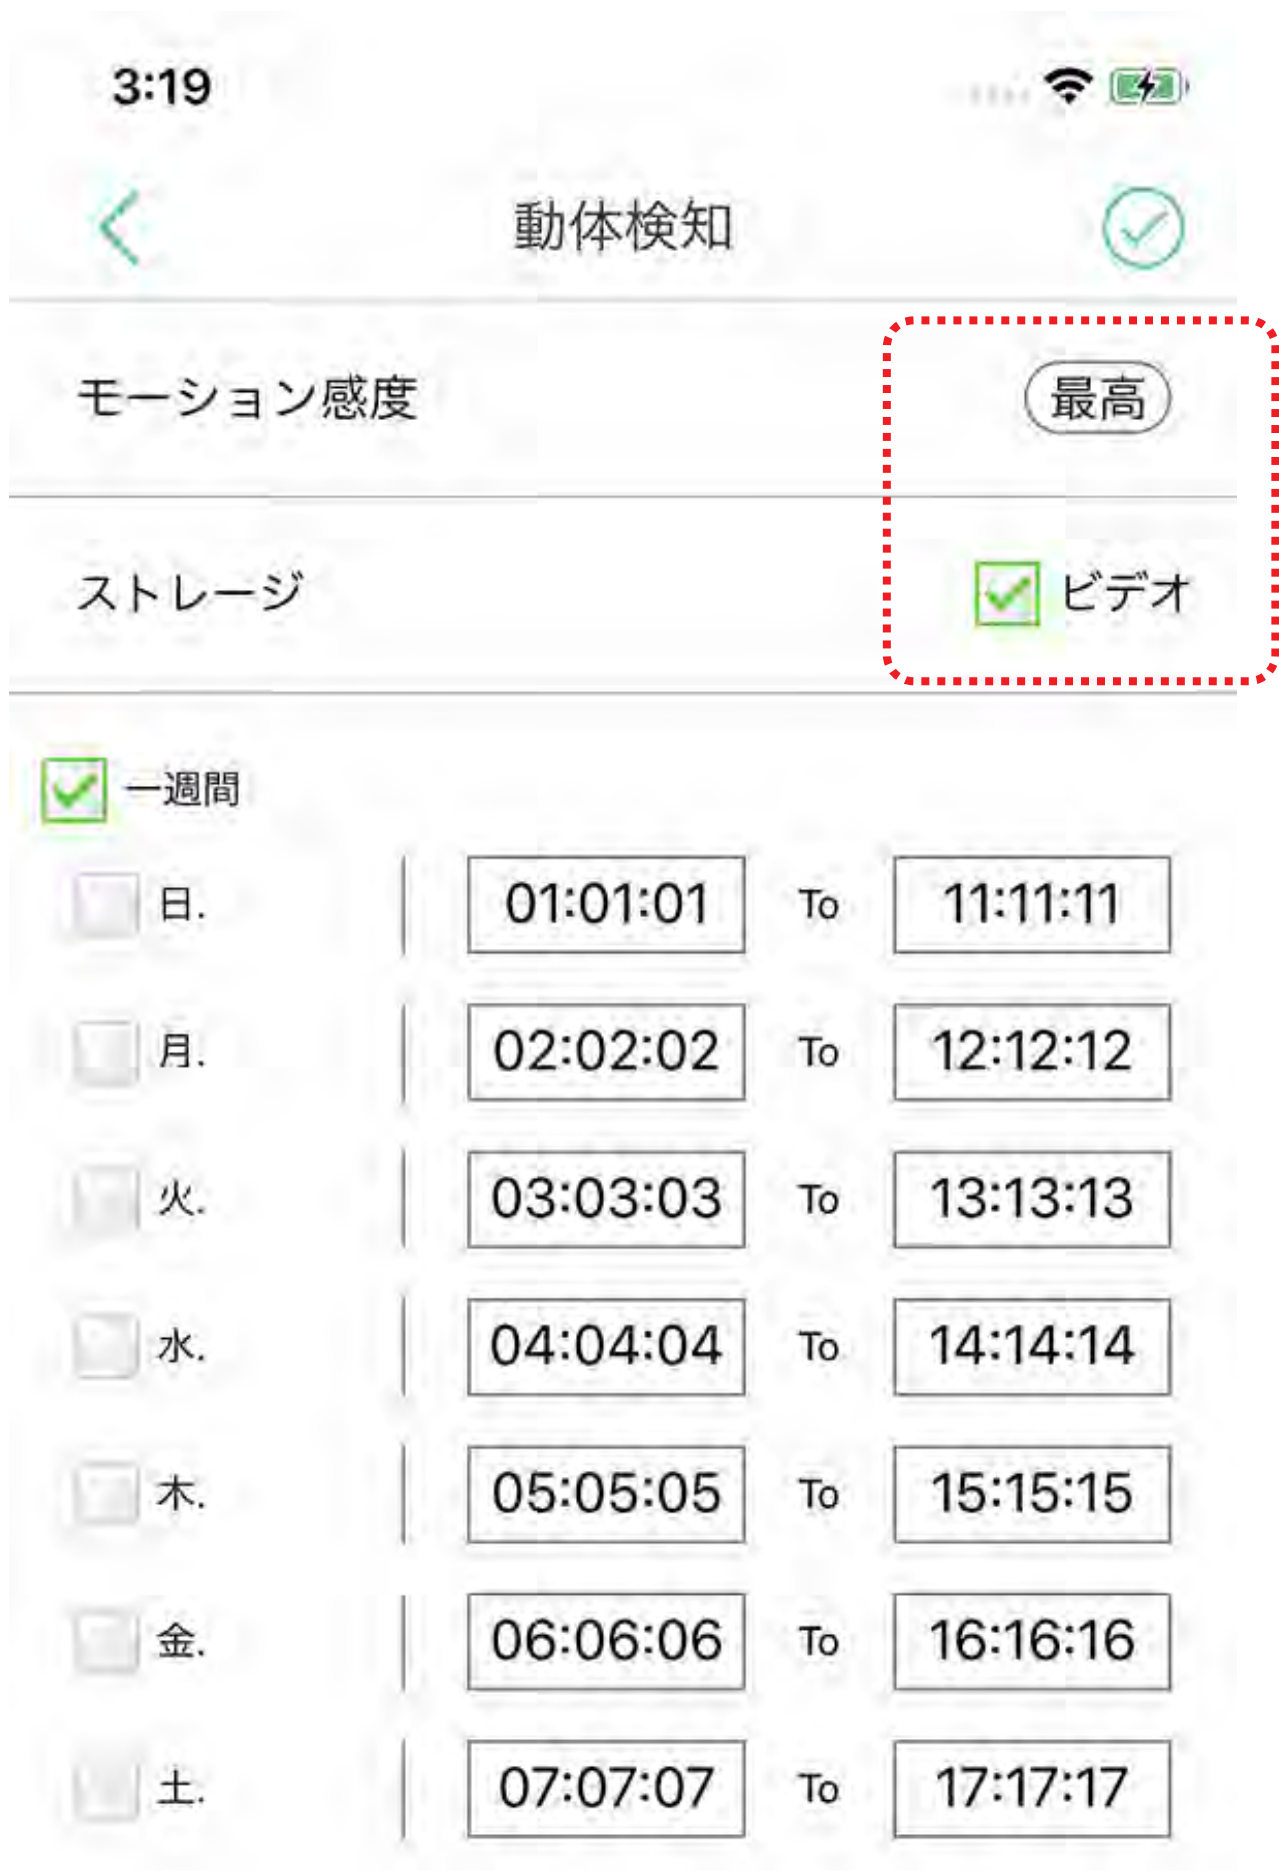 3:19
動体検知
モーション感度 最高
ストレージ ビデオ
一週間
日. 01:01:01 To 11:11:11
月. 02:02:02 To 12:12:12
火. 03:03:03 To 13:13:13
水. 04:04:04 To 14:14:14
木. 05:05:05 To 15:15:15
金. 06:06:06 To 16:16:16
土. 07:07:07 To 17:17:17